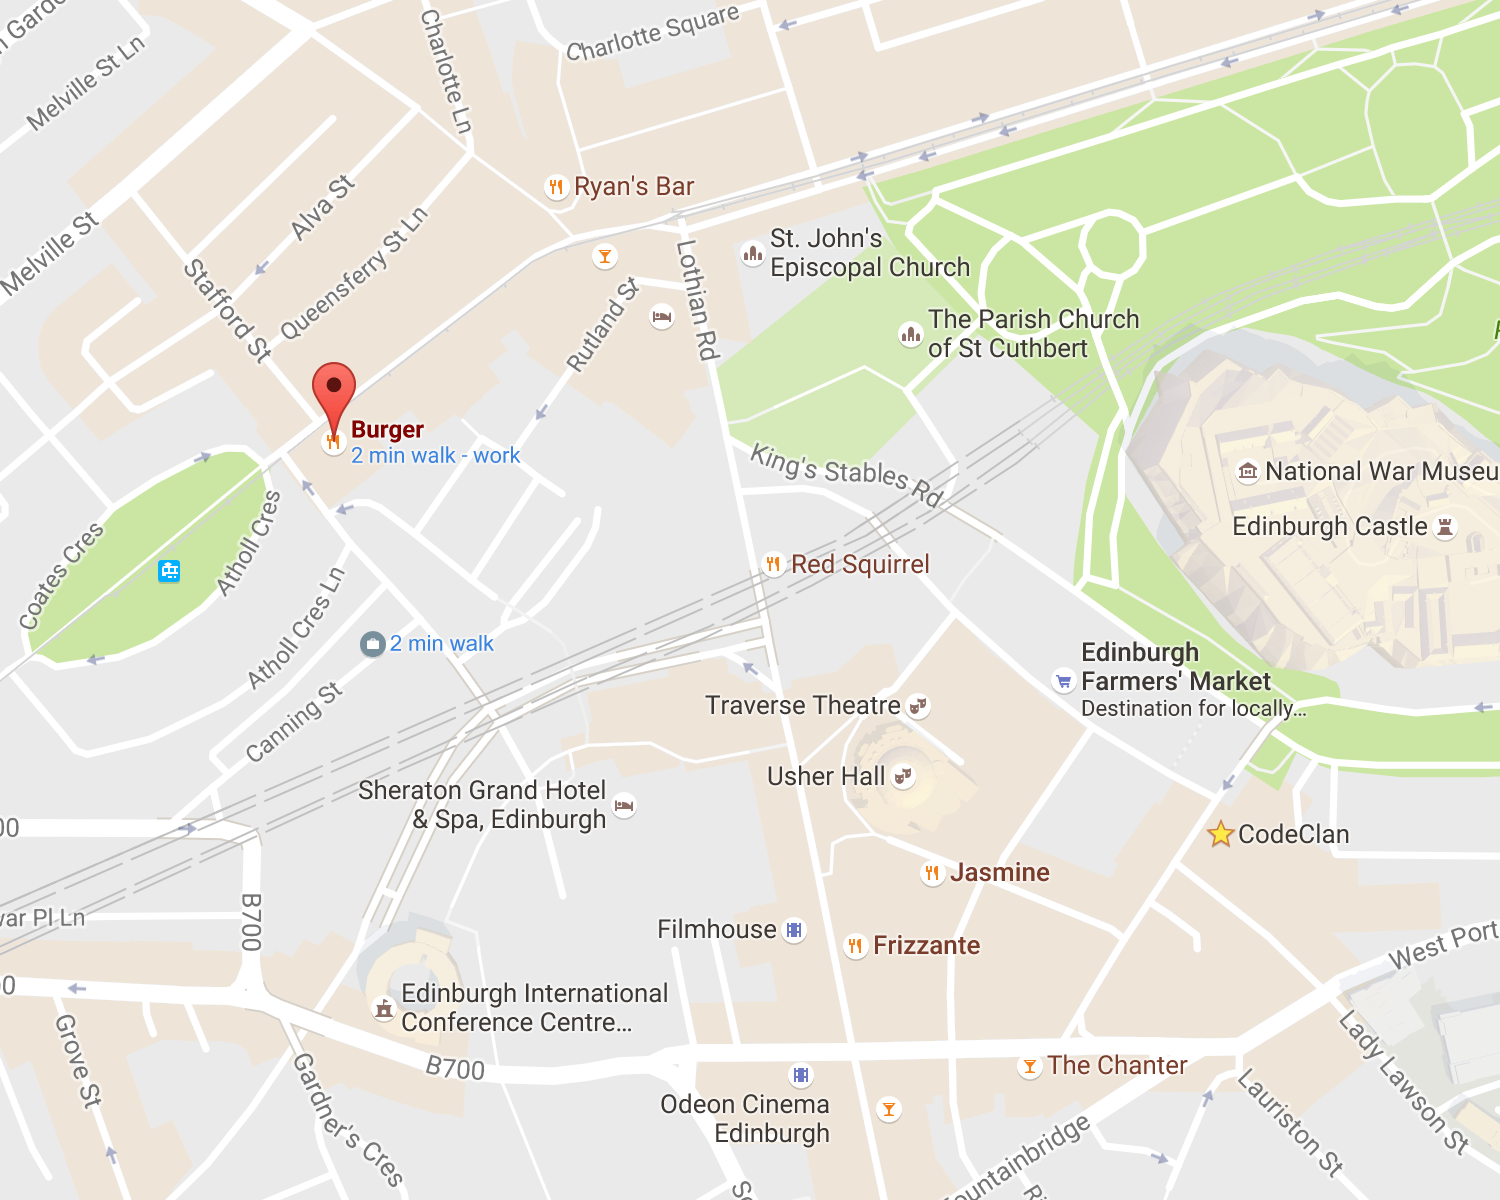 Charlotte Square
Charlotte Ln
Melville St Ln
Ryan's Bar
Alva St
Melville St
Queensferry St Ln
Stafford St
Lothian Rd
St. John's
Episcopal Church
Rutland St
The Parish Church
of St Cuthbert
Burger
2 min walk - work
King's Stables Rd
National War Museu
Edinburgh Castle
Coates Cres
Atholl Cres
Red Squirrel
Atholl Cres Ln
2 min walk
Edinburgh
Farmers' Market
Destination for locally...
Canning St
Traverse Theatre
Usher Hall
Sheraton Grand Hotel
& Spa, Edinburgh
00
CodeClan
Jasmine
B700
var Pl Ln
Filmhouse
Frizzante
West Port
00
Edinburgh International
Conference Centre...
Grove St
Gardner's Cres
B700
The Chanter
Lady Lawson St
Lauriston St
Odeon Cinema
Edinburgh
ountainbridge